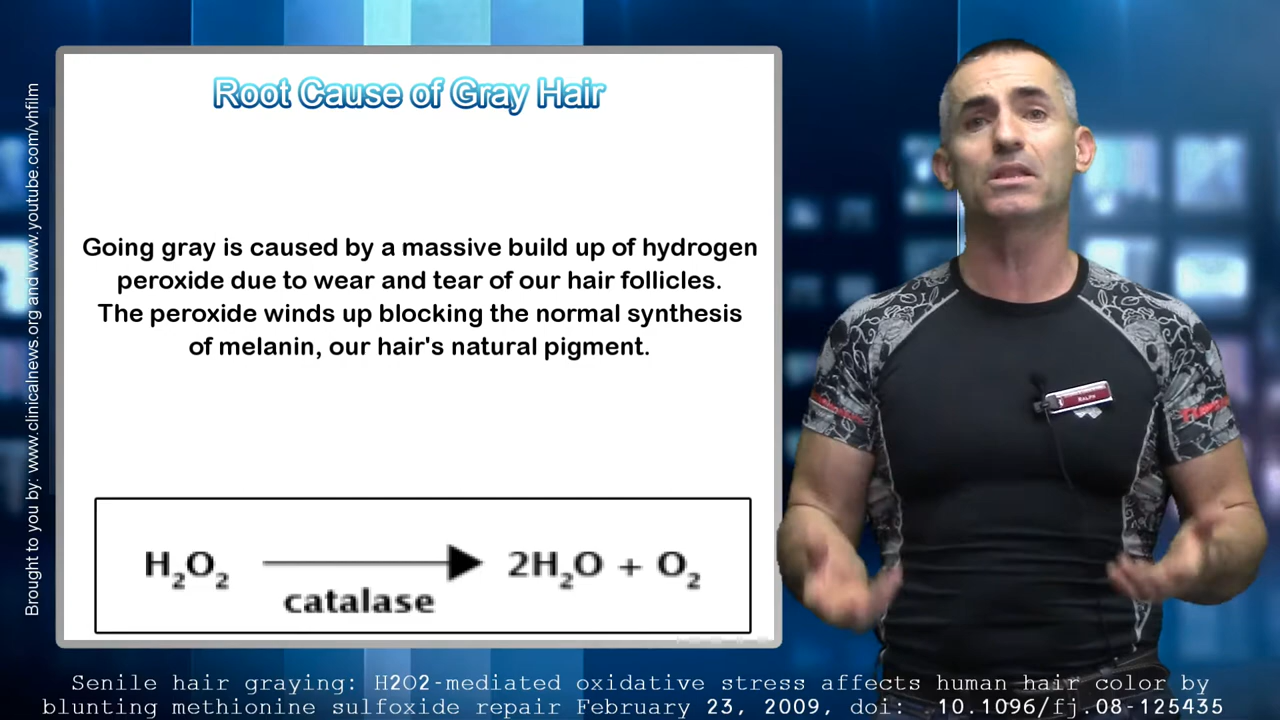 Root Cause of Gray Hair
Going gray is caused by a massive build up of hydrogen
peroxide due to wear and tear of our hair follicles.
The peroxide winds up blocking the normal synthesis
of melanin, our hair's natural pigment.
H₂O₂ 2H₂O + O₂
catalase
Brought to you by: www.clinicalnews.org and www.youtube.com/vhfilm
RALPH
Senile hair graying: H2O2-mediated oxidative stress affects human hair color by
blunting methionine sulfoxide repair February 23, 2009, doi: .10.1096/fj.08-125435